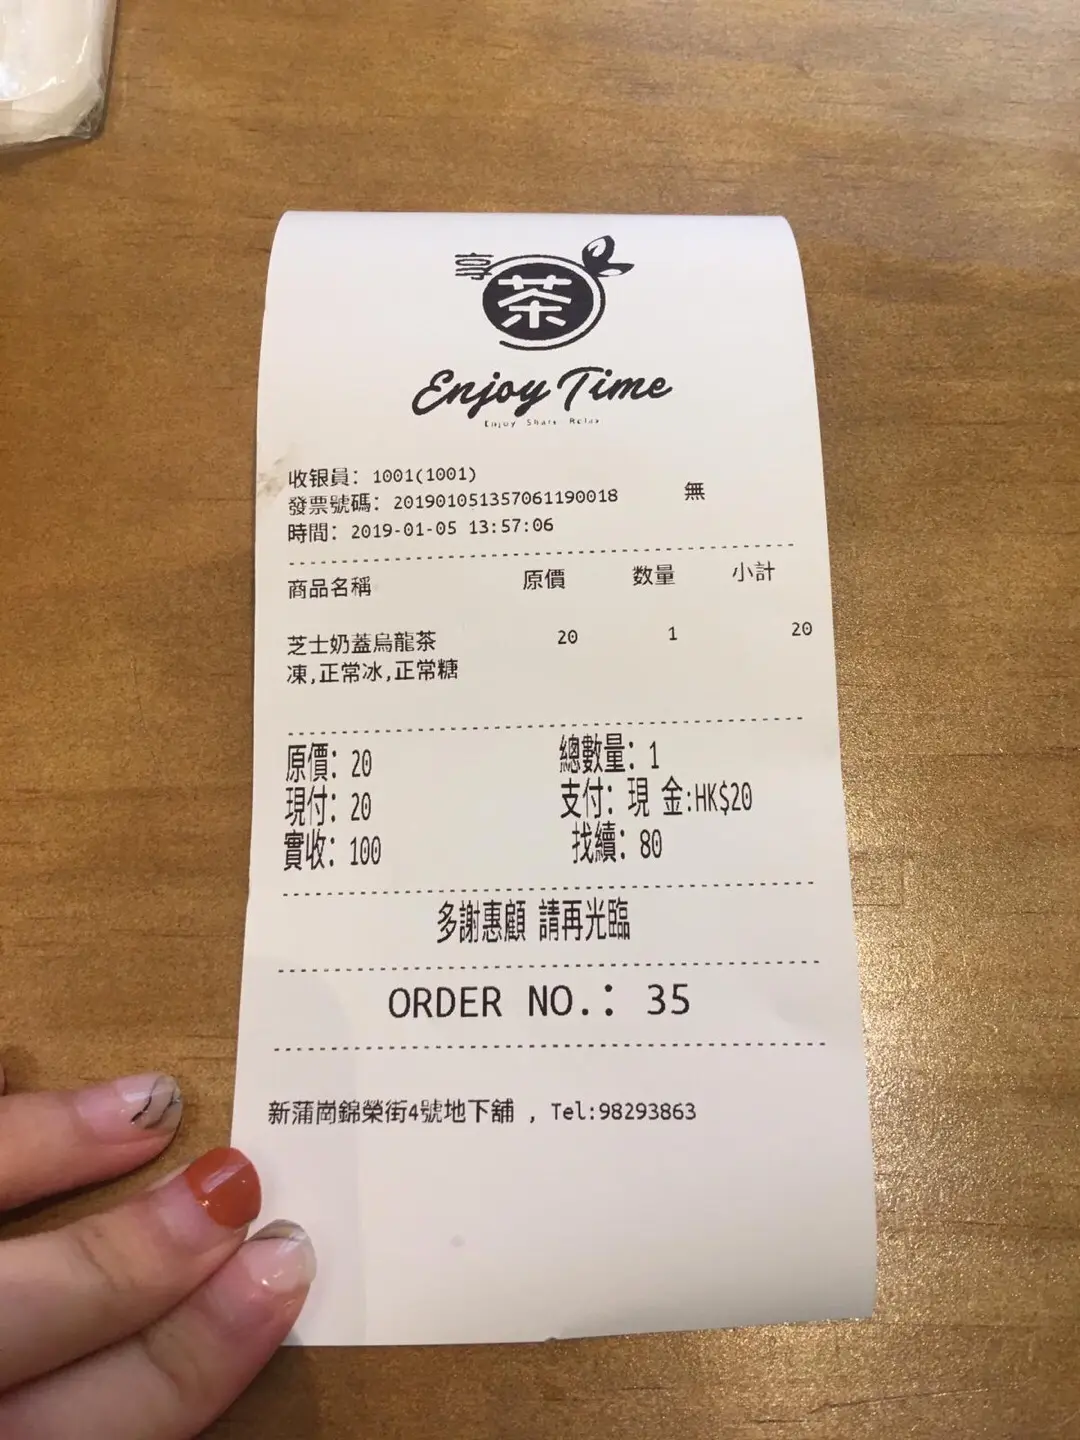 享
茶
Enjoy Time
Enjoy Share Relax
收银員: 1001(1001)
發票號碼: 201901051357061190018 無
時間: 2019-01-05 13:57:06
商品名稱 原價 数量 小計
芝士奶蓋烏龍茶 20 1 20
凍,正常冰,正常糖
原價: 20 總數量: 1
現付: 20 支付: 現 金:HK$20
實收: 100 找續: 80
多謝惠顧 請再光臨
ORDER NO.: 35
新蒲崗錦榮街4號地下舖 , Tel:98293863